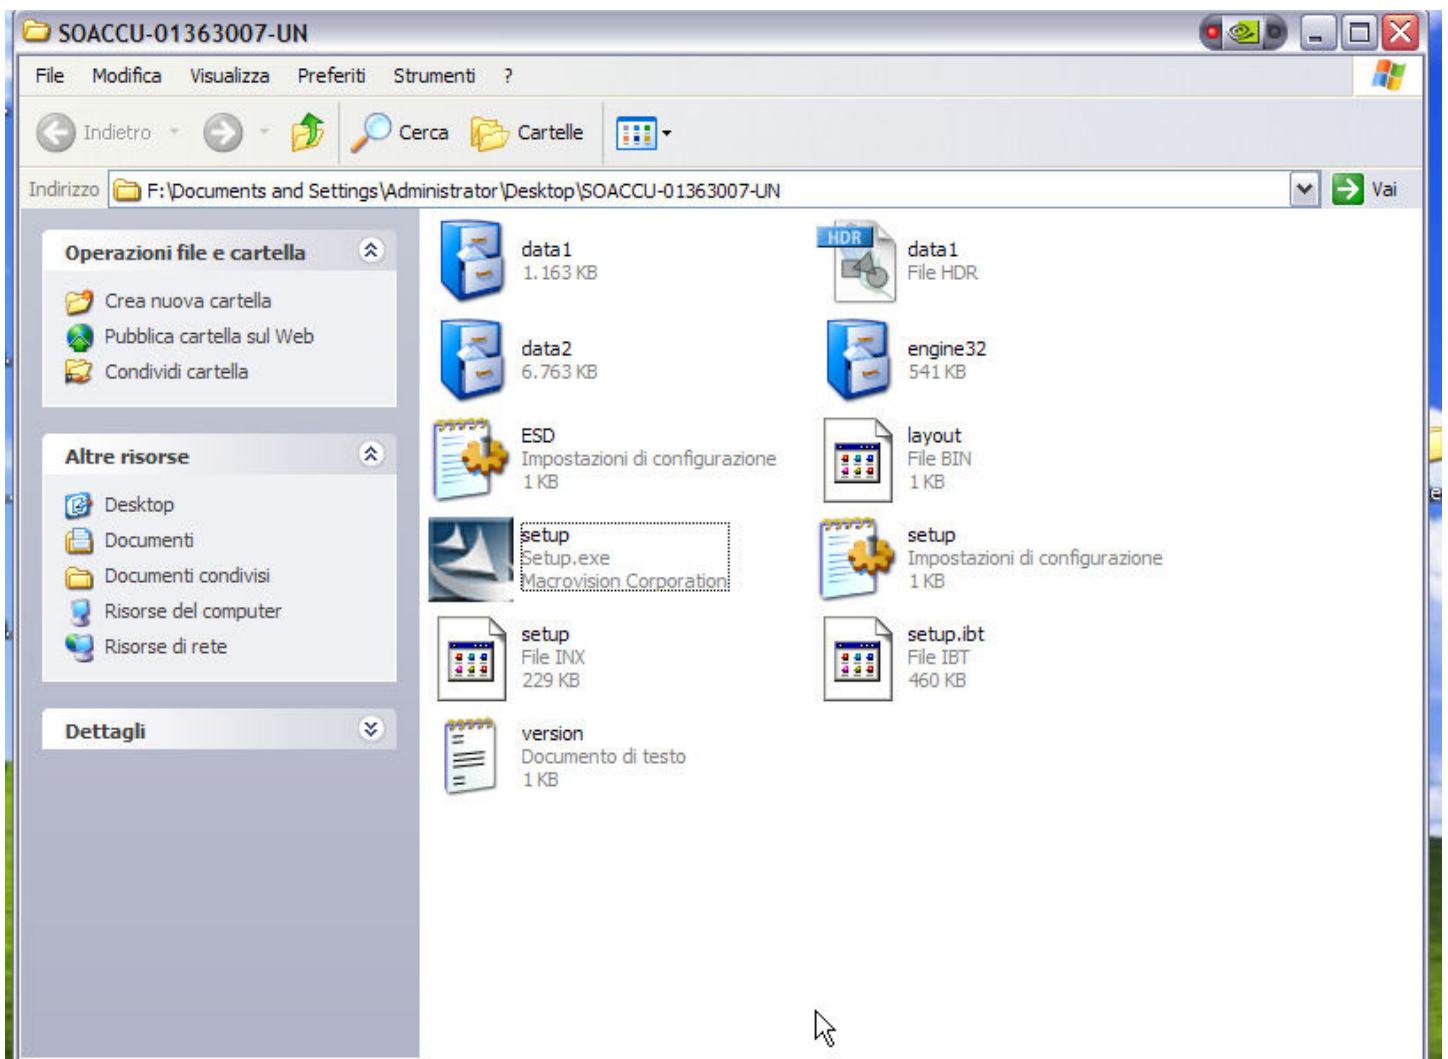 SOACCU-01363007-UN
File Modifica Visualizza Preferiti Strumenti ?
Indietro Cerca Cartelle
Indirizzo F:\Documents and Settings\Administrator\Desktop\SOACCU-01363007-UN Vai
Operazioni file e cartella
Crea nuova cartella
Pubblica cartella sul Web
Condividi cartella
Altre risorse
Desktop
Documenti
Documenti condivisi
Risorse del computer
Risorse di rete
Dettagli
data1
1.163 KB
HDR
data1
File HDR
data2
6.763 KB
engine32
541 KB
ESD
Impostazioni di configurazione
1 KB
layout
File BIN
1 KB
setup
Setup.exe
Macrovision Corporation
setup
Impostazioni di configurazione
1 KB
setup
File INX
229 KB
setup.ibt
File IBT
460 KB
version
Documento di testo
1 KB